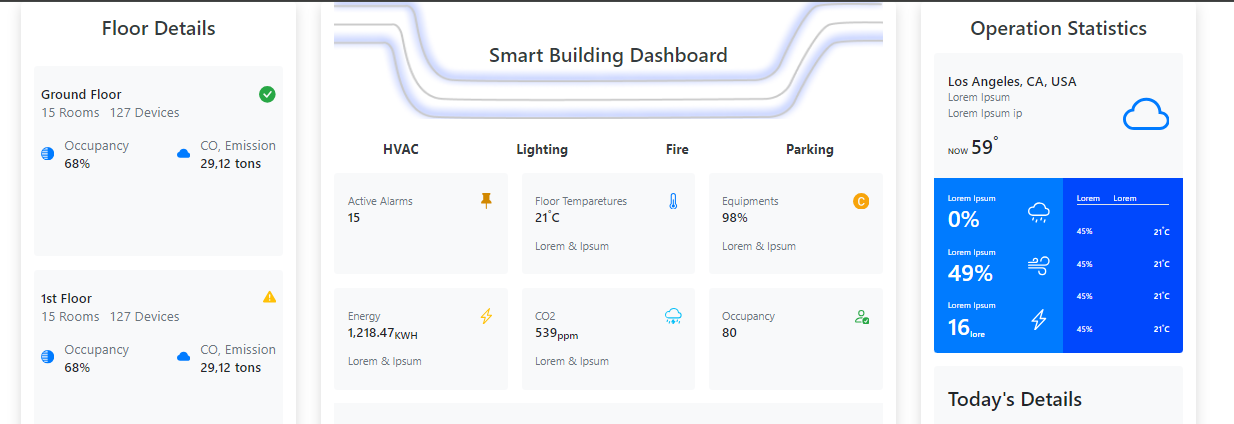 Floor Details
Ground Floor
15 Rooms 127 Devices
Occupancy
68%
CO, Emission
29,12 tons
1st Floor
15 Rooms 127 Devices
Occupancy
68%
CO, Emission
29,12 tons
Smart Building Dashboard
HVAC Lighting Fire Parking
Active Alarms
15
Floor Temparetures
21°C
Lorem & Ipsum
Equipments
98%
Lorem & Ipsum
C
Energy
1,218.47KWH
Lorem & Ipsum
CO2
539ppm
Lorem & Ipsum
Occupancy
80
Operation Statistics
Los Angeles, CA, USA
Lorem Ipsum
Lorem Ipsum ip
NOW 59°
Lorem Ipsum
0%
Lorem Ipsum
49%
Lorem Ipsum
16lore
Lorem Lorem
45% 21°C
45% 21°C
45% 21°C
45% 21°C
Today's Details